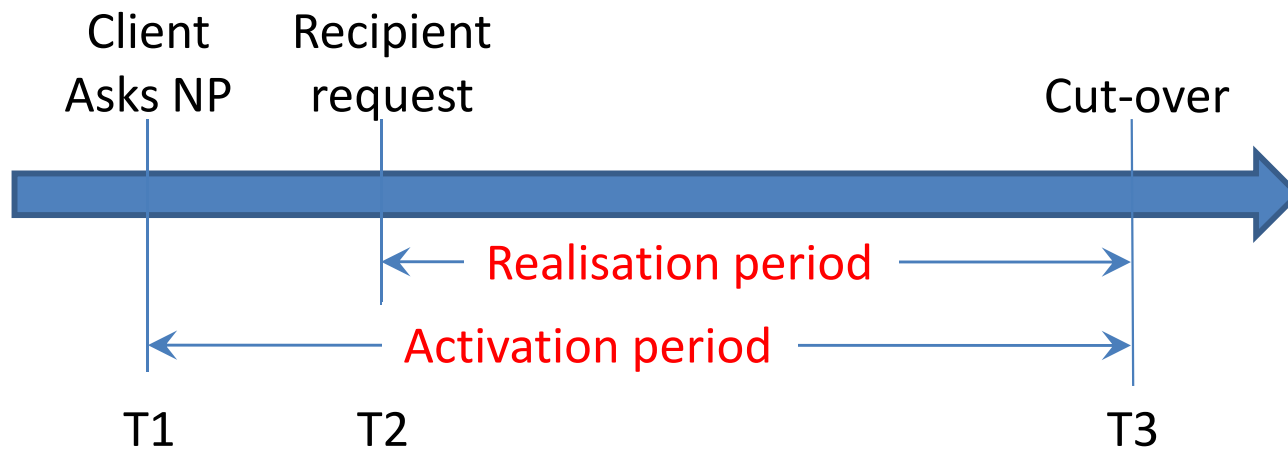 Client
Asks NP
Recipient
request
Cut-over
Realisation period
Activation period
T1
T2
T3